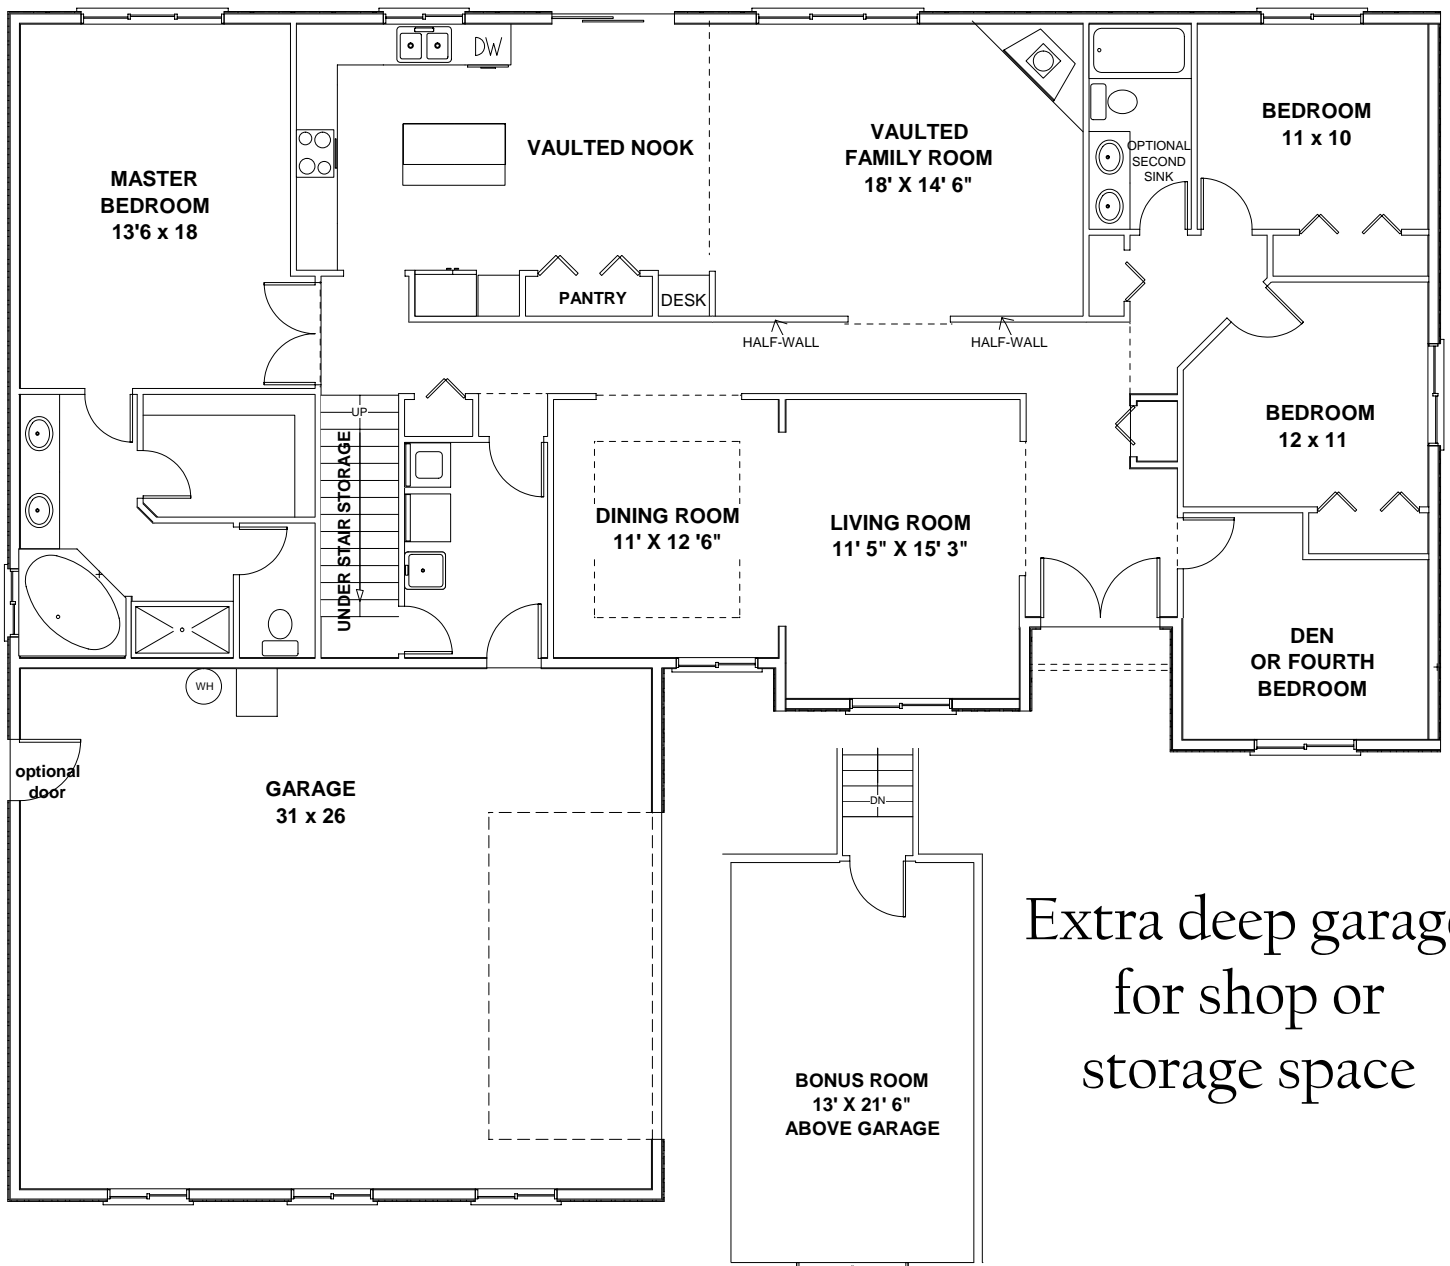 DW
MASTER
BEDROOM
13'6 x 18
VAULTED NOOK
VAULTED
FAMILY ROOM
18' X 14' 6"
OPTIONAL
SECOND
SINK
BEDROOM
11 x 10
PANTRY
DESK
HALF-WALL
HALF-WALL
UP
UNDER STAIR STORAGE
BEDROOM
12 x 11
DINING ROOM
11' X 12 '6"
LIVING ROOM
11' 5" X 15' 3"
DEN
OR FOURTH
BEDROOM
WH
optional
door
GARAGE
31 x 26
DN
BONUS ROOM
13' X 21' 6"
ABOVE GARAGE
Extra deep garage
for shop or
storage space